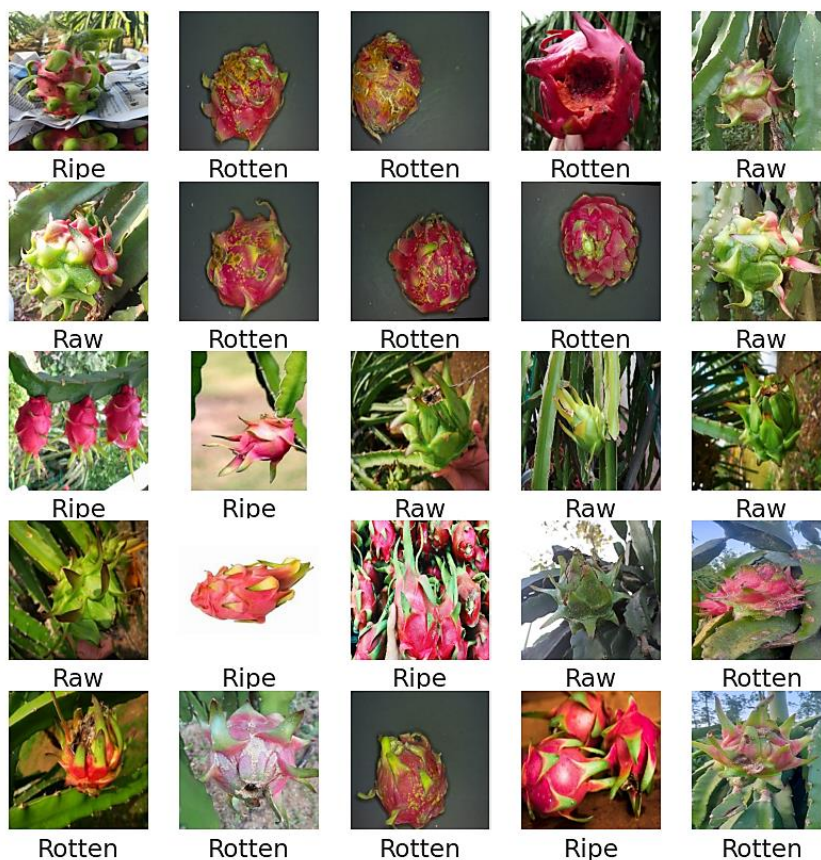 Ripe Rotten Rotten Rotten Raw
Raw Rotten Rotten Rotten Raw
Ripe Ripe Raw Raw Raw
Raw Ripe Ripe Raw Rotten
Rotten Rotten Rotten Ripe Rotten